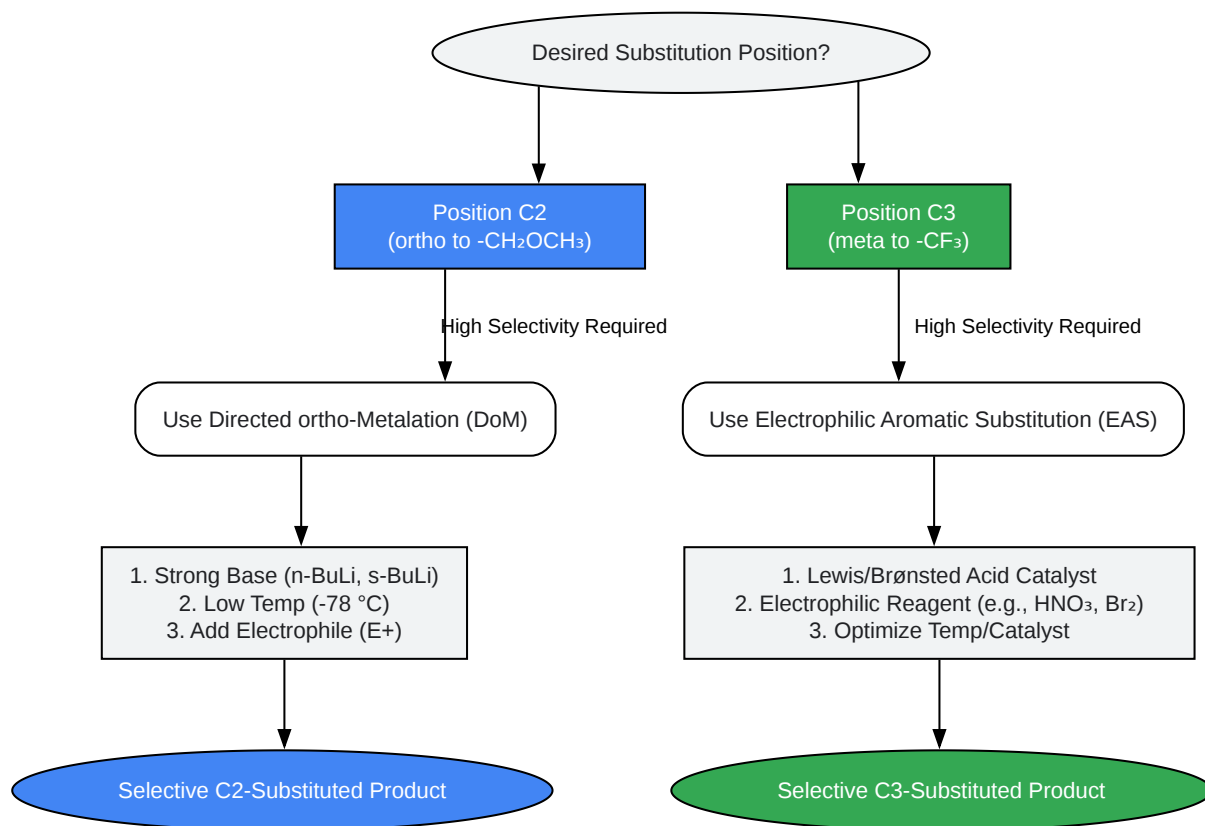 Desired Substitution Position?
Position C2
(ortho to -CH₂OCH₃)
Position C3
(meta to -CF₃)
High Selectivity Required
High Selectivity Required
Use Directed ortho-Metalation (DoM)
Use Electrophilic Aromatic Substitution (EAS)
1. Strong Base (n-BuLi, s-BuLi)
2. Low Temp (-78 °C)
3. Add Electrophile (E+)
1. Lewis/Brønsted Acid Catalyst
2. Electrophilic Reagent (e.g., HNO₃, Br₂)
3. Optimize Temp/Catalyst
Selective C2-Substituted Product
Selective C3-Substituted Product